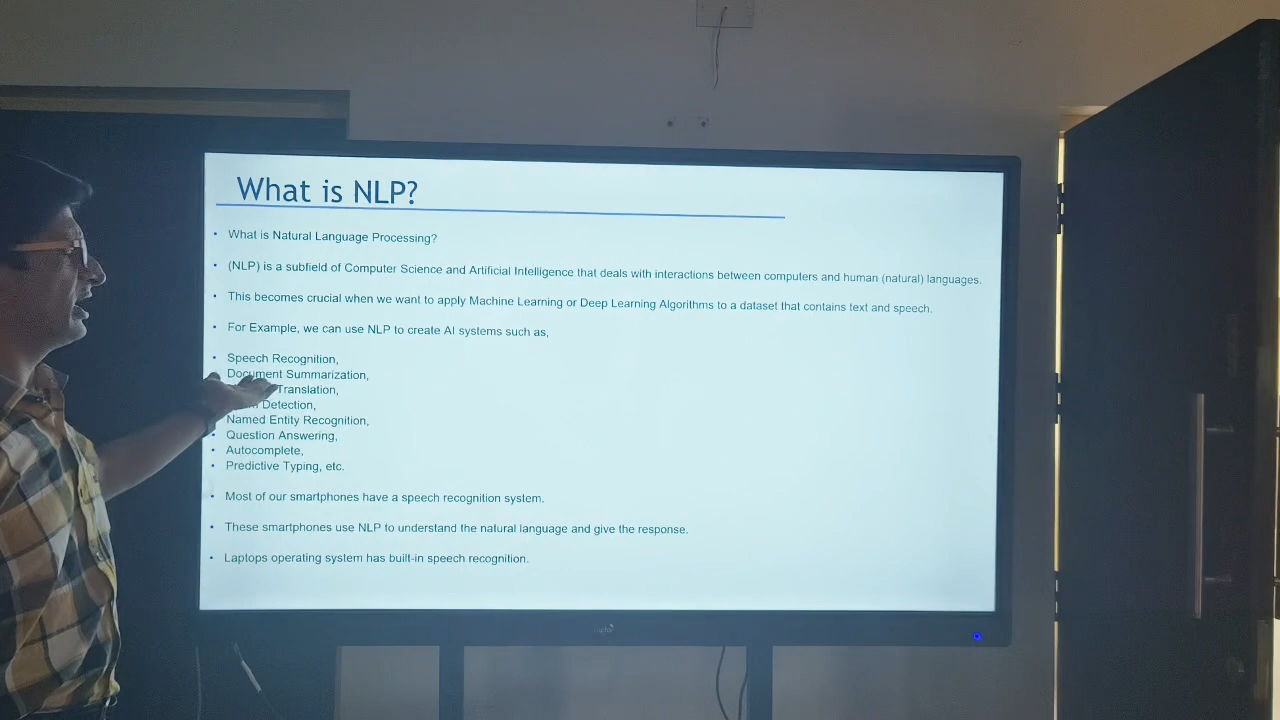 What is NLP?
• What is Natural Language Processing?
• (NLP) is a subfield of Computer Science and Artificial Intelligence that deals with interactions between computers and human (natural) languages.
• This becomes crucial when we want to apply Machine Learning or Deep Learning Algorithms to a dataset that contains text and speech.
• For Example, we can use NLP to create AI systems such as,
• Speech Recognition,
Document Summarization,
Translation,
Detection,
Named Entity Recognition,
• Question Answering,
• Autocomplete,
• Predictive Typing, etc.
• Most of our smartphones have a speech recognition system.
• These smartphones use NLP to understand the natural language and give the response.
• Laptops operating system has built-in speech recognition.